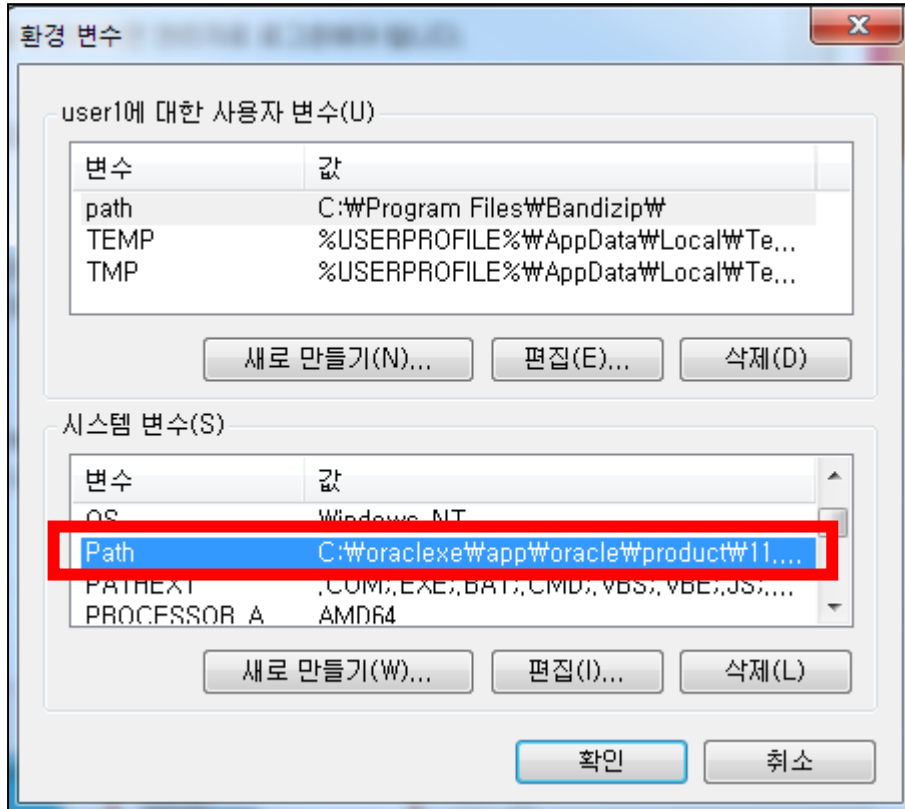 환경 변수
user1에 대한 사용자 변수(U)
변수 값
path C:₩Program Files₩Bandizip₩
TEMP %USERPROFILE%₩AppData₩Local₩Te...
TMP %USERPROFILE%₩AppData₩Local₩Te...
새로 만들기(N)... 편집(E)... 삭제(D)
시스템 변수(S)
변수 값
OS Windows_NT
Path C:₩oraclexe₩app₩oracle₩product₩11....
PATHEXT .COM;.EXE;.BAT;.CMD;.VBS;.VBE;.JS;....
PROCESSOR_A... AMD64
새로 만들기(W)... 편집(I)... 삭제(L)
확인 취소